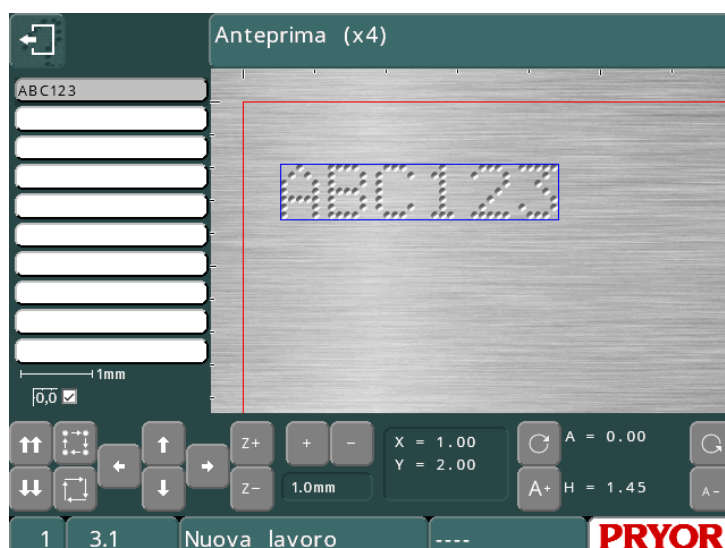 Anteprima (x4)
ABC123
ABC123
1mm
0,0
Z+
+
-
X = 1.00
Y = 2.00
A = 0.00
Z-
1.0mm
A+
H = 1.45
A-
1
3.1
Nuova lavoro
----
PRYOR